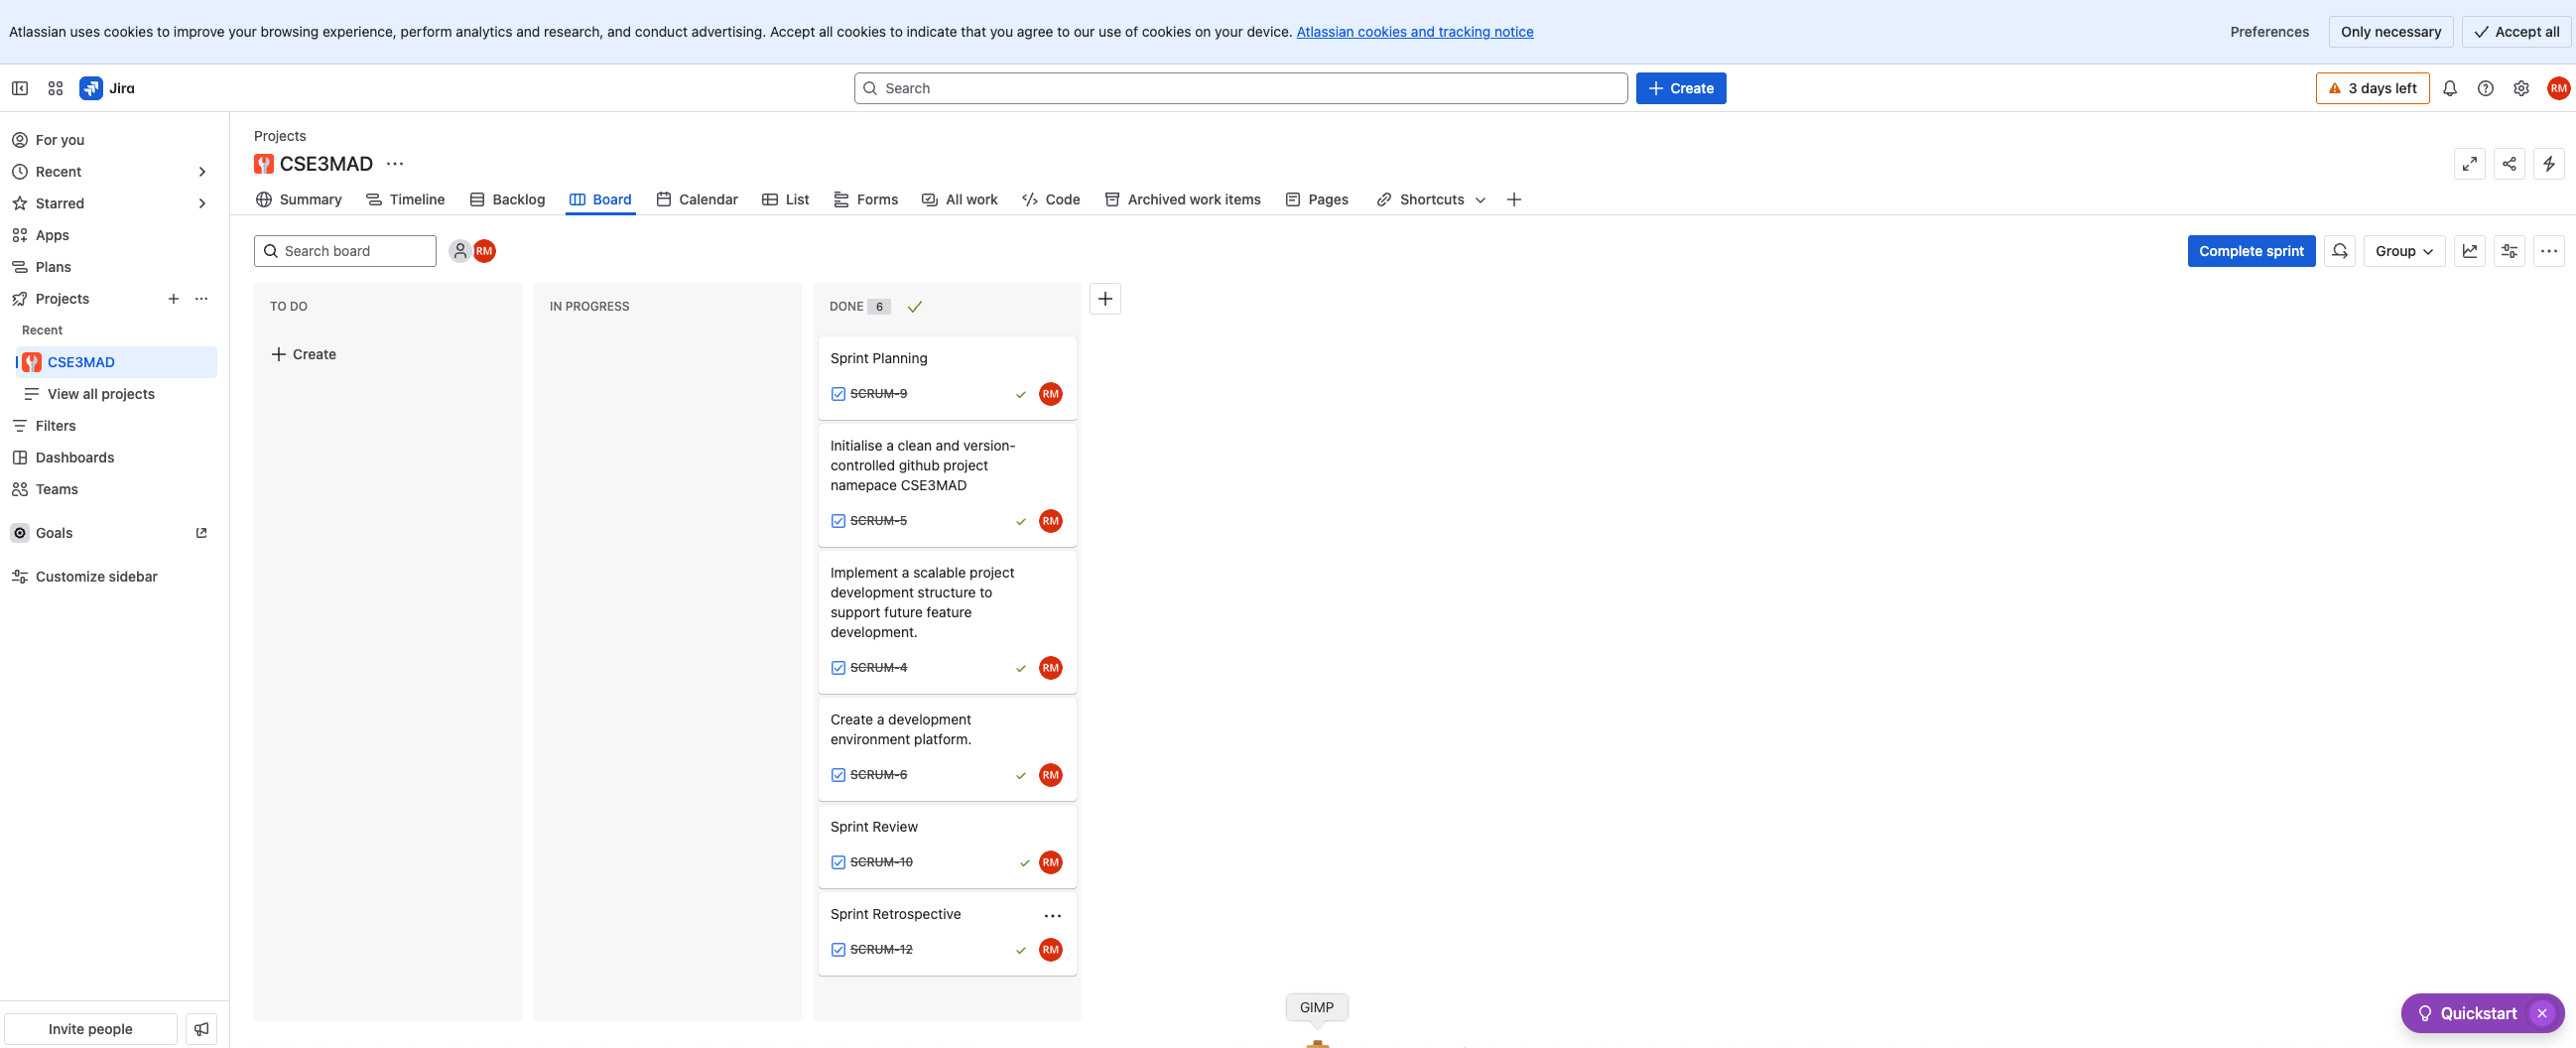 Atlassian uses cookies to improve your browsing experience, perform analytics and research, and conduct advertising. Accept all cookies to indicate that you agree to our use of cookies on your device. Atlassian cookies and tracking notice
Preferences
Only necessary
Accept all
Jira
Search
Create
3 days left
RM
For you
Recent
Starred
Apps
Plans
Projects
Recent
CSE3MAD
View all projects
Filters
Dashboards
Teams
Goals
Customize sidebar
Invite people
Projects
CSE3MAD
Summary
Timeline
Backlog
Board
Calendar
List
Forms
All work
Code
Archived work items
Pages
Shortcuts
Search board
RM
Complete sprint
Group
TO DO
Create
IN PROGRESS
DONE 6
Sprint Planning
SCRUM-9
RM
Initialise a clean and version-
controlled github project
namepace CSE3MAD
SCRUM-5
RM
Implement a scalable project
development structure to
support future feature
development.
SCRUM-4
RM
Create a development
environment platform.
SCRUM-6
RM
Sprint Review
SCRUM-10
RM
Sprint Retrospective
SCRUM-12
RM
GIMP
Quickstart